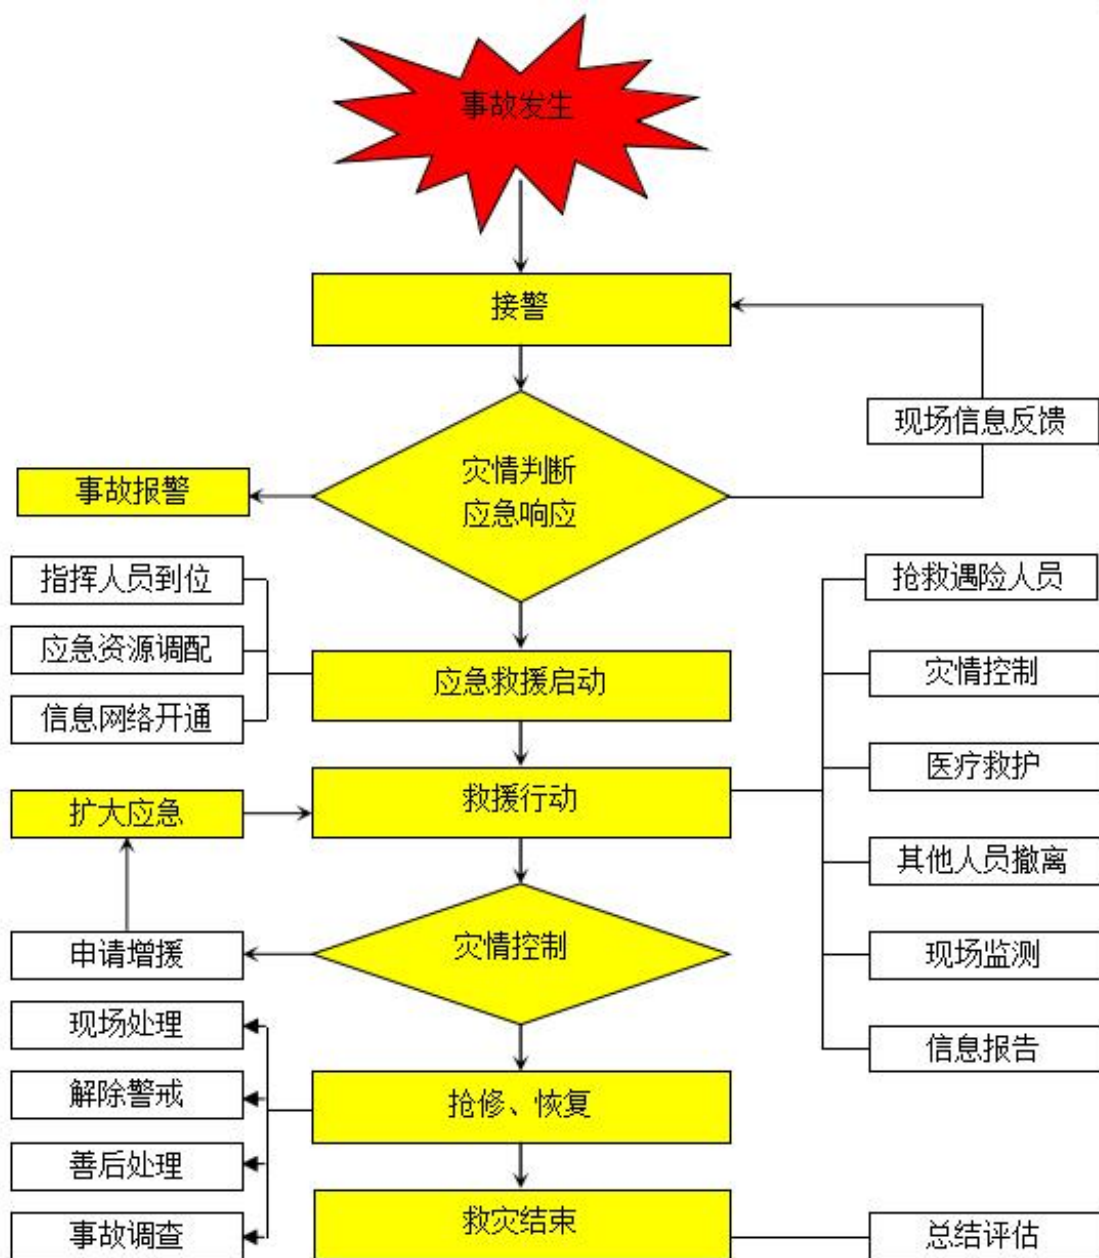 事故发生
接警
现场信息反馈
灾情判断
应急响应
事故报警
指挥人员到位
应急资源调配
信息网络开通
应急救援启动
抢救遇险人员
灾情控制
医疗救护
其他人员撤离
现场监测
信息报告
救援行动
扩大应急
灾情控制
申请增援
现场处理
解除警戒
善后处理
事故调查
抢修、恢复
救灾结束
总结评估